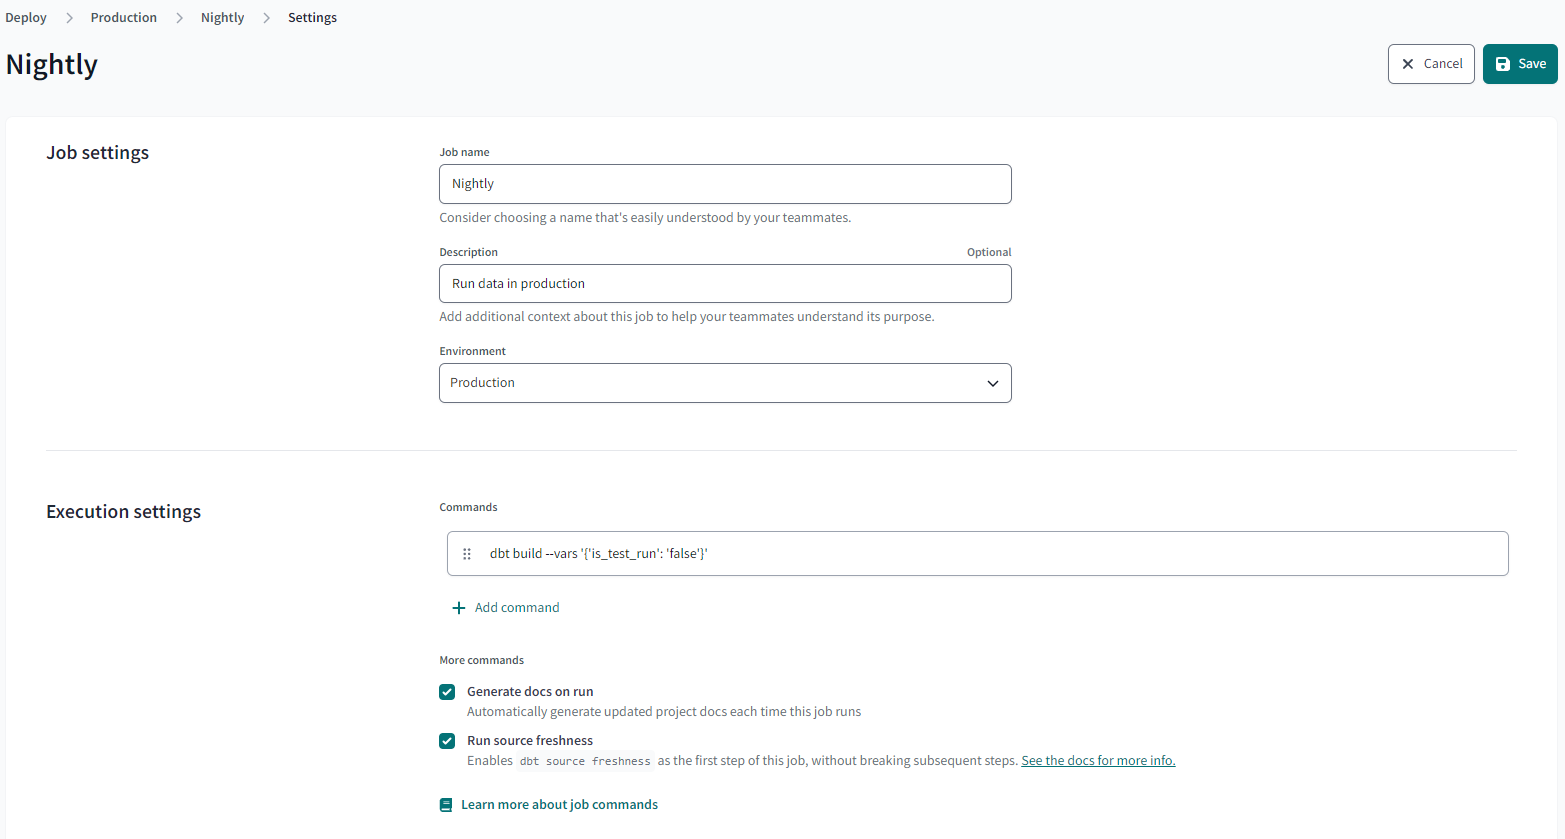 Deploy > Production > Nightly > Settings
Nightly
Cancel
Save
Job settings
Job name
Nightly
Consider choosing a name that's easily understood by your teammates.
Description Optional
Run data in production
Add additional context about this job to help your teammates understand its purpose.
Environment
Production
Execution settings
Commands
dbt build --vars '{'is_test_run': 'false'}'
Add command
More commands
Generate docs on run
Automatically generate updated project docs each time this job runs
Run source freshness
Enables dbt source freshness as the first step of this job, without breaking subsequent steps. See the docs for more info.
Learn more about job commands